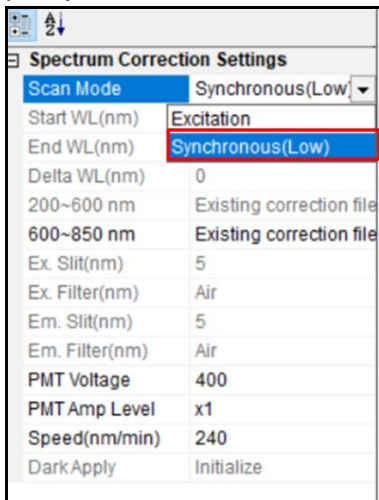 A
Z
Spectrum Correction Settings
Scan Mode Synchronous(Low)
Start WL(nm) Excitation
End WL(nm) Synchronous(Low)
Delta WL(nm) 0
200~600 nm Existing correction file
600~850 nm Existing correction file
Ex. Slit(nm) 5
Ex. Filter(nm) Air
Em. Slit(nm) 5
Em. Filter(nm) Air
PMT Voltage 400
PMT Amp Level x1
Speed(nm/min) 240
Dark Apply Initialize